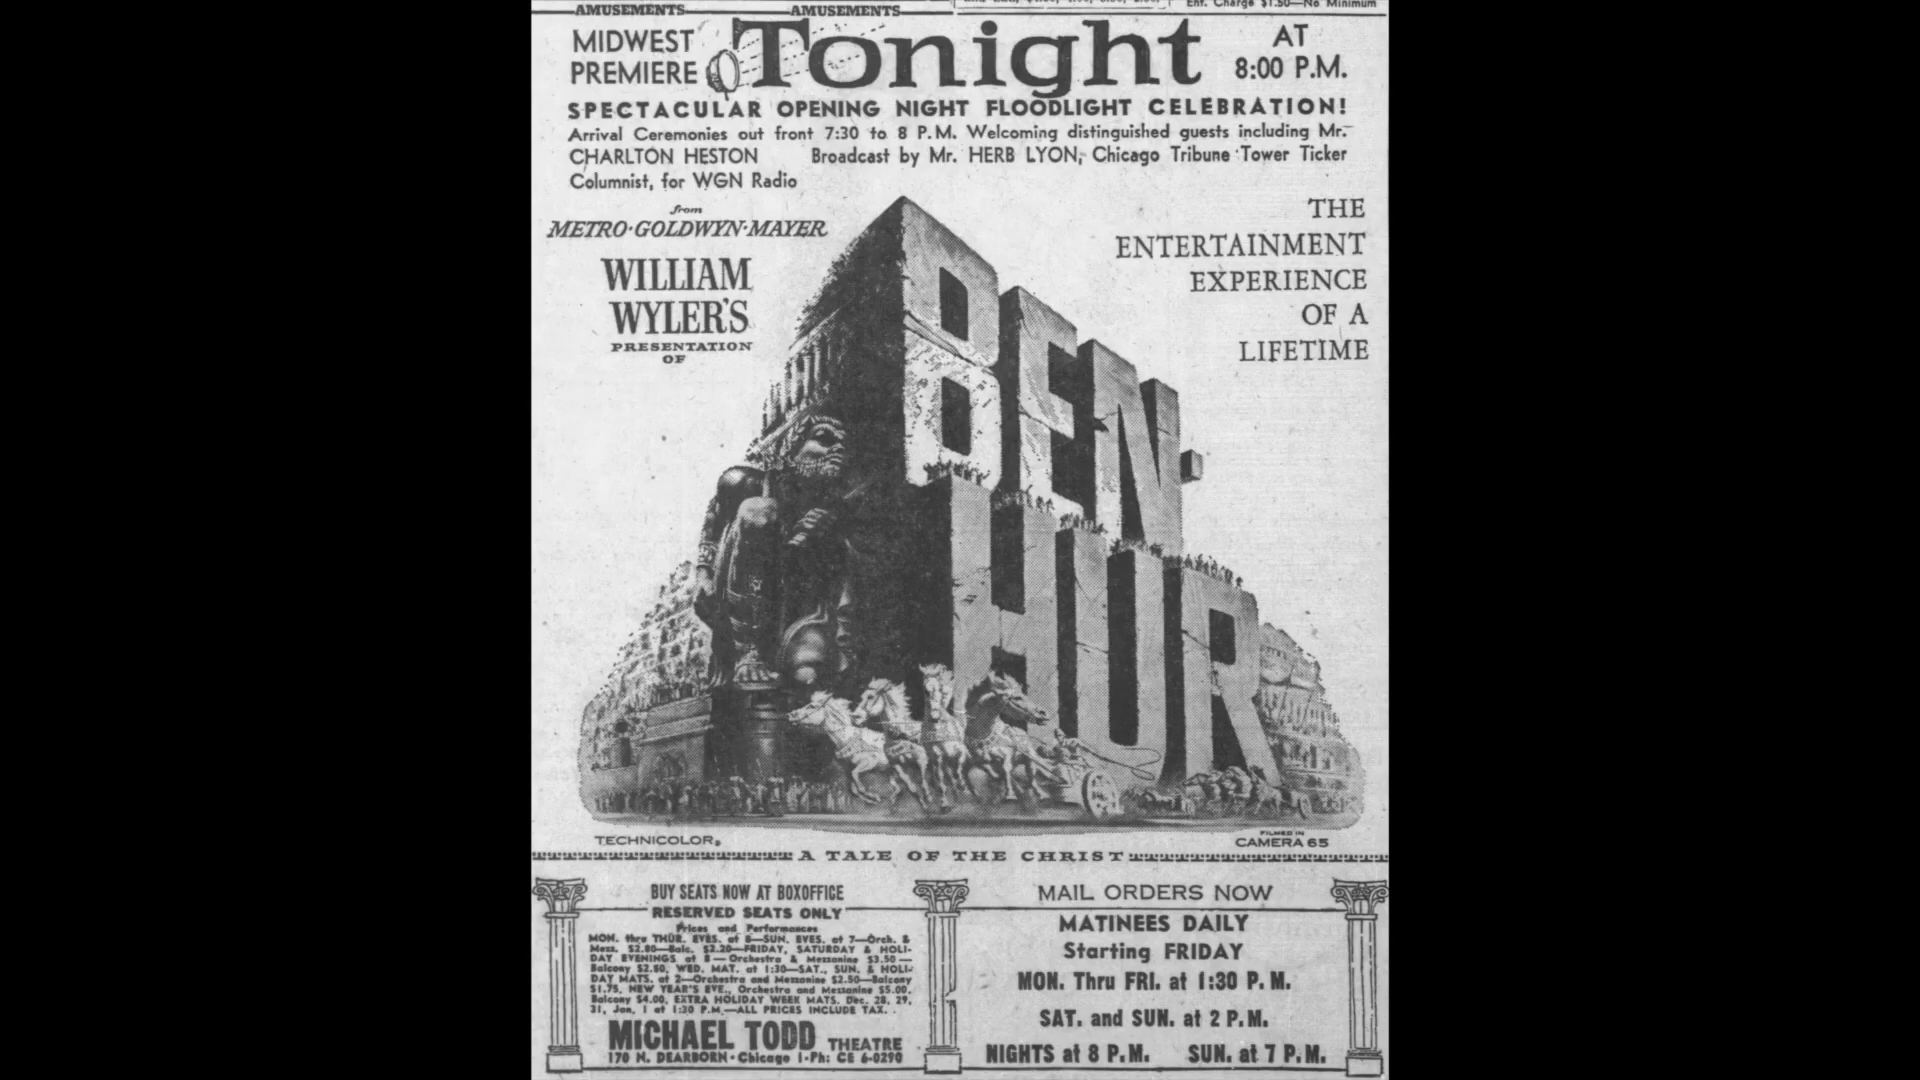 AMUSEMENTS AMUSEMENTS
Ent. Charge $1.50—No Minimum
MIDWEST
PREMIERE
Tonight
AT
8:00 P.M.
SPECTACULAR OPENING NIGHT FLOODLIGHT CELEBRATION!
Arrival Ceremonies out front 7:30 to 8 P.M. Welcoming distinguished guests including Mr.
CHARLTON HESTON Broadcast by Mr. HERB LYON, Chicago Tribune Tower Ticker
Columnist, for WGN Radio
from
METRO-GOLDWYN-MAYER
WILLIAM
WYLER'S
PRESENTATION
OF
THE
ENTERTAINMENT
EXPERIENCE
OF A
LIFETIME
BEN-
HUR
TECHNICOLOR
FILMED IN
CAMERA 65
A TALE OF THE CHRIST
BUY SEATS NOW AT BOXOFFICE
RESERVED SEATS ONLY
Prices and Performances
MON. thru THUR. EVES. at 8—SUN. EVES. at 7—Orch. &
Mezz. $2.80—Balc. $2.20—FRIDAY, SATURDAY & HOLI-
DAY EVENINGS at 8—Orchestra & Mezzanine $3.50—
Balcony $2.50, WED. MAT. at 1:30—SAT., SUN. & HOLI-
DAY MATS. at 2—Orchestra and Mezzanine $2.50—Balcony
$1.75, NEW YEAR'S EVE., Orchestra and Mezzanine $5.00,
Balcony $4.00, EXTRA HOLIDAY WEEK MATS. Dec. 28, 29,
31, Jan. 1 at 1:30 P.M.—ALL PRICES INCLUDE TAX.
MICHAEL TODD THEATRE
170 N. DEARBORN • Chicago 1 • Ph: CE 6-0290
MAIL ORDERS NOW
MATINEES DAILY
Starting FRIDAY
MON. Thru FRI. at 1:30 P.M.
SAT. and SUN. at 2 P.M.
NIGHTS at 8 P.M. SUN. at 7 P.M.